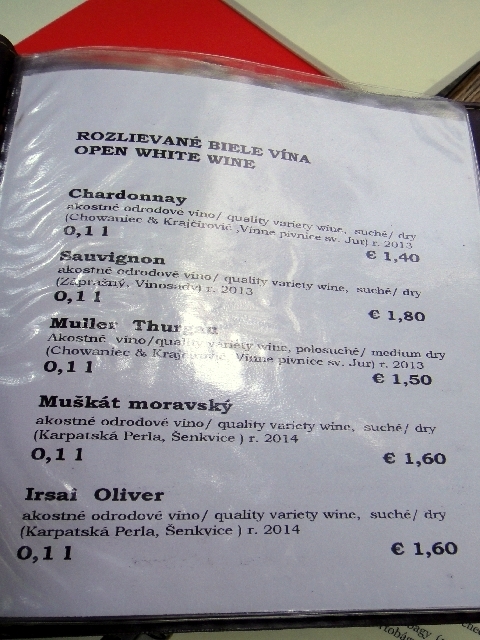 ROZLIEVANÉ BIELE VÍNA
OPEN WHITE WINE
Chardonnay
akostné odrodové víno/ quality variety wine, suché/ dry
(Chowaniec & Krajčírovič ,Vínne pivnice sv. Jur) r. 2013
0,1 l
€ 1,40
Sauvignon
akostné odrodové víno/ quality variety wine, suché/ dry
(Zápražný, Vinosady) r. 2013
0,1 l
€ 1,80
Muller Thurgau
Akostné víno/quality variety wine, polosuché/ medium dry
(Chowaniec & Krajčírovič, Vínne pivnice sv. Jur) r. 2013
0,1 l
€ 1,50
Muškát moravský
akostné odrodové víno/ quality variety wine, suché/ dry
(Karpatská Perla, Šenkvice ) r. 2014
0,1 l
€ 1,60
Irsai Oliver
akostné odrodové víno/ quality variety wine, suché/ dry
(Karpatská Perla, Šenkvice ) r. 2014
0,1 l
€ 1,60